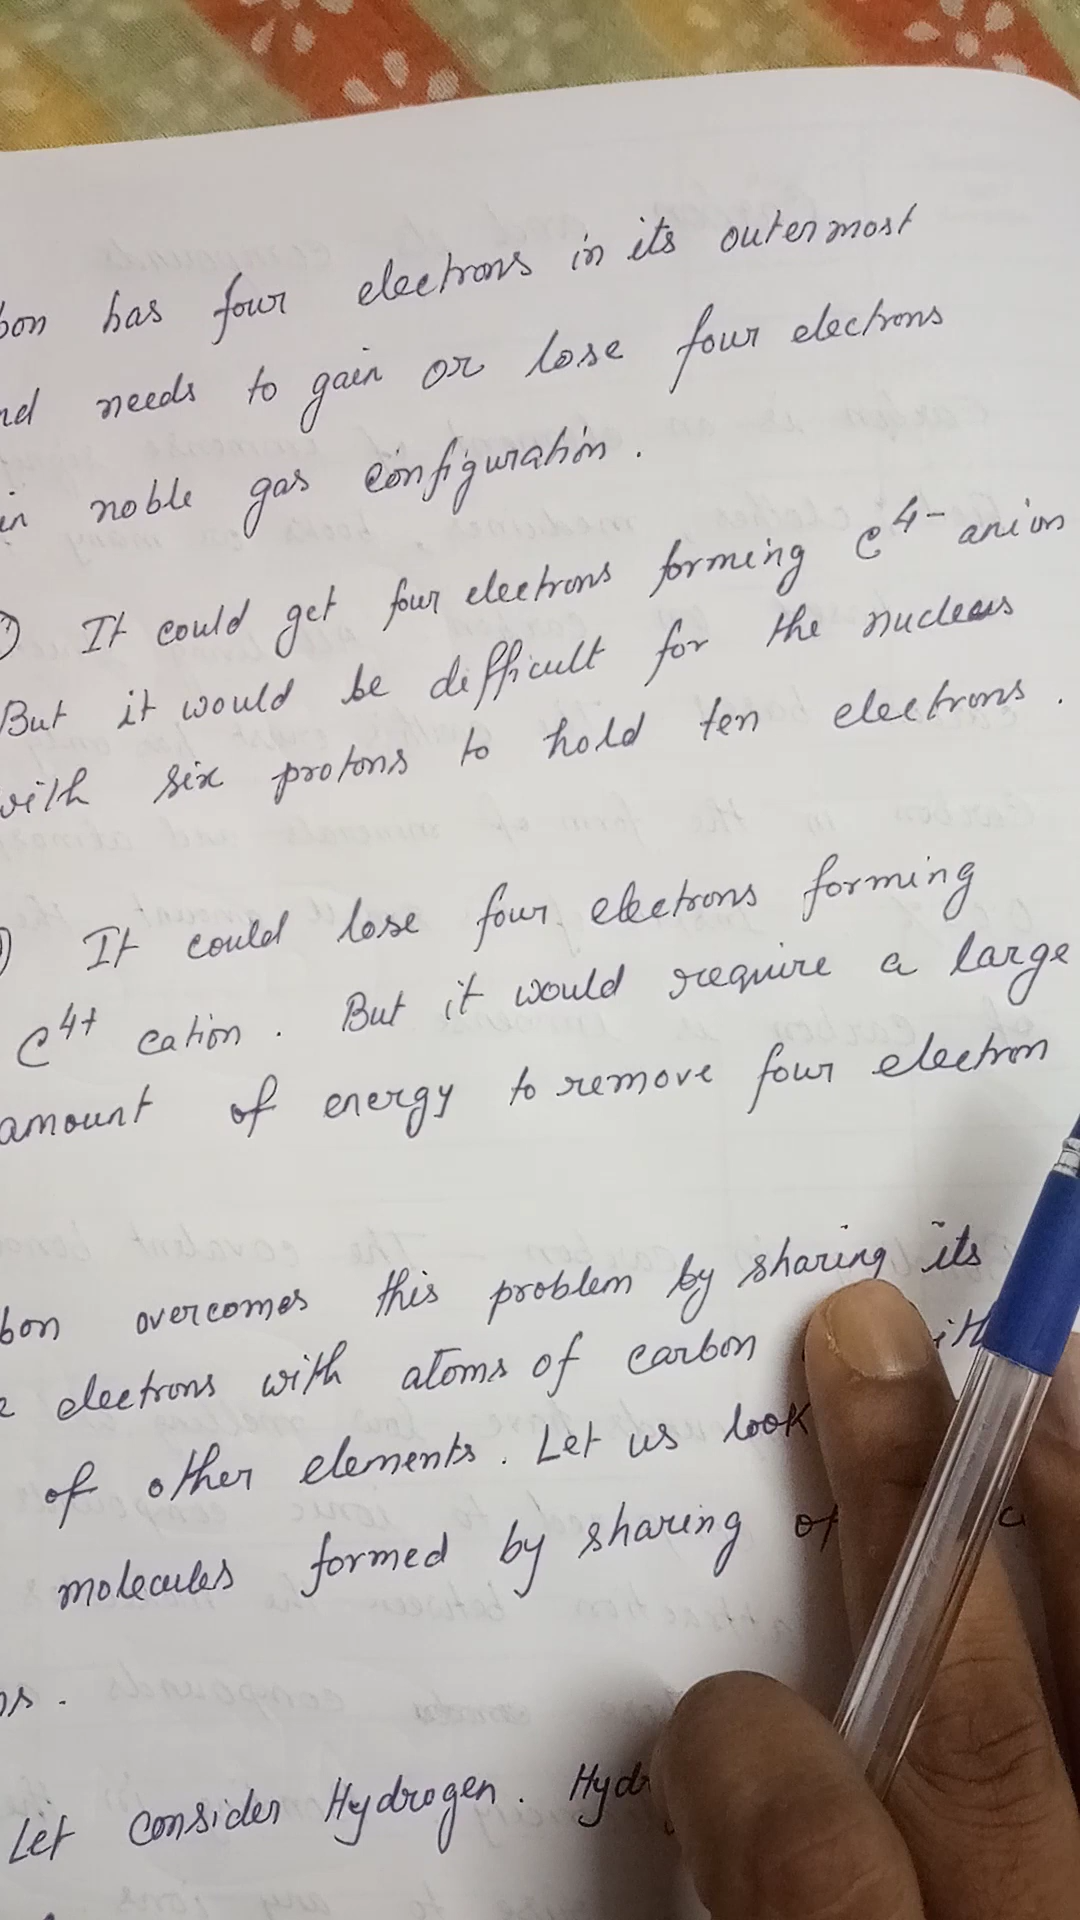 bon has four electrons in its outermost
nd needs to gain or lose four electrons
in noble gas configuration.
It could get four electrons forming C4- anion
But it would be difficult for the nucleus
with six protons to hold ten electrons.
It could lose four electrons forming
C4+ cation. But it would require a large
amount of energy to remove four electron
bon overcomes this problem by sharing its
electrons with atoms of carbon
of other elements. Let us look
molecules formed by sharing of
ns.
Let consider Hydrogen. Hyd